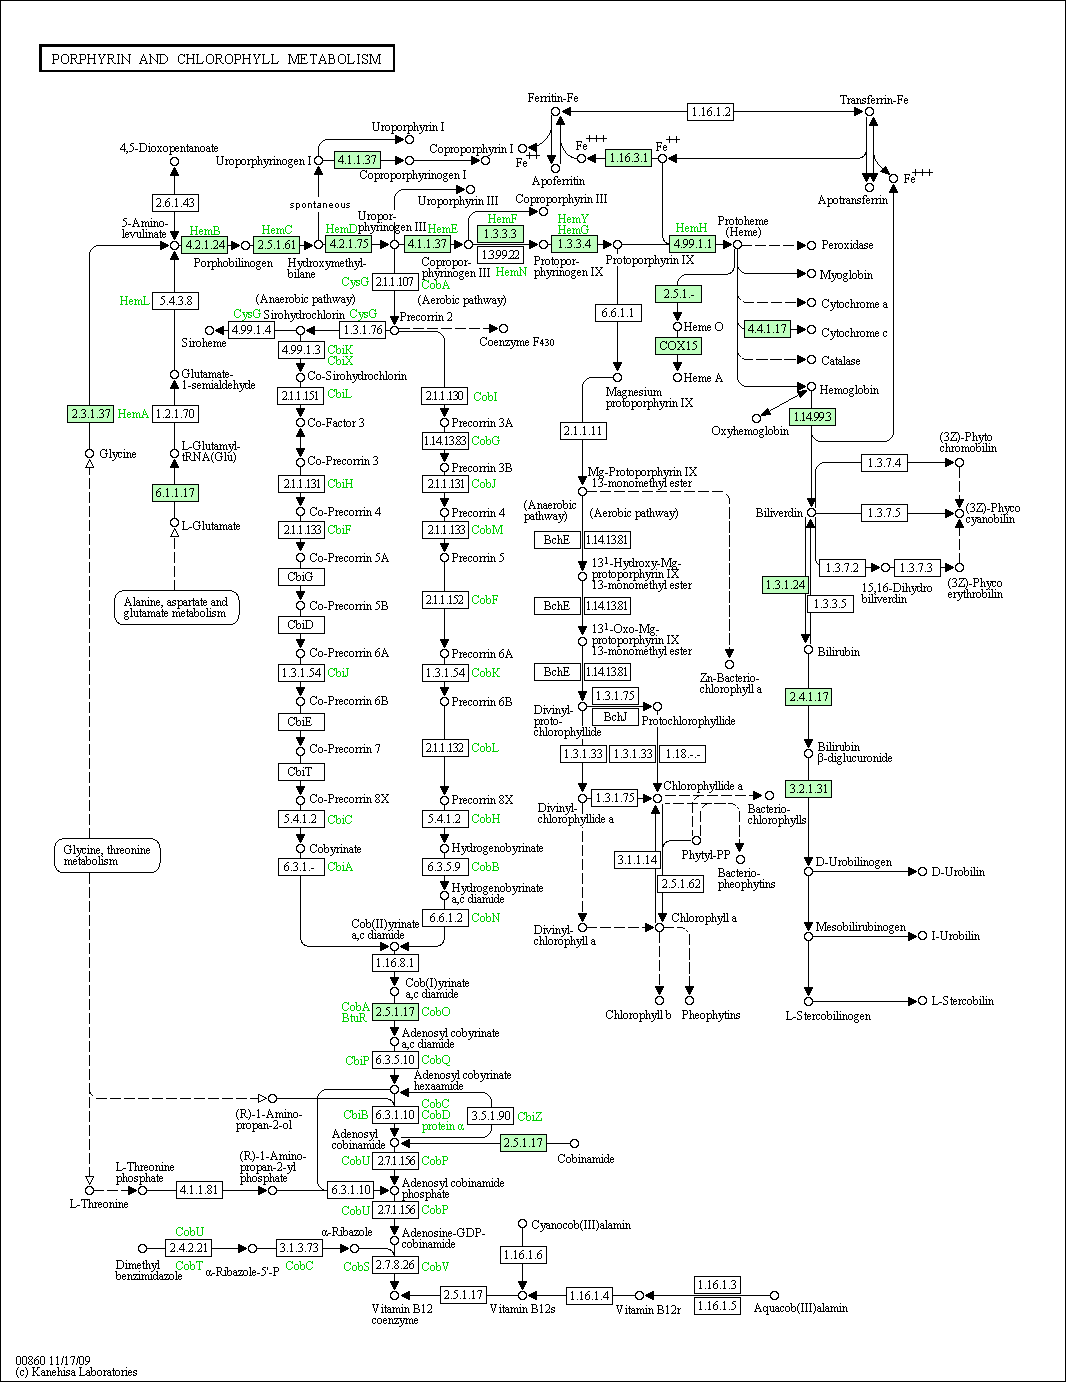 PORPHYRIN AND CHLOROPHYLL METABOLISM
Ferritin-Fe
1.16.1.2
Transferrin-Fe
Uroporphyrin I
4,5-Dioxopentanoate
Uroporphyrinogen I
4.1.1.37
Coproporphyrin I
Coproporphyrinogen I
Fe++
Fe+++
1.16.3.1
Fe++
Apoferritin
Fe+++
Apotransferrin
2.6.1.43
spontaneous
Uroporphyrin III
Coproporphyrin III
5-Amino-
levulinate
HemB
4.2.1.24
Porphobilinogen
HemC
2.5.1.61
Hydroxymethyl-
bilane
HemD
4.2.1.75
Uropor-
phyrinogen III
HemE
4.1.1.37
Copropor-
phyrinogen III
HemF
1.3.3.3
1.3.99.22
HemN
Protopor-
phyrinogen IX
HemY
HemG
1.3.3.4
Protoporphyrin IX
HemH
4.99.1.1
Protoheme
(Heme)
Peroxidase
Myoglobin
Cytochrome a
4.4.1.17
Cytochrome c
Catalase
Hemoglobin
Oxyhemoglobin
1.14.99.3
2.5.1.-
Heme O
COX15
Heme A
6.6.1.1
Magnesium
protoporphyrin IX
CysG
2.1.1.107
CobA
(Anaerobic pathway)
(Aerobic pathway)
HemL
5.4.3.8
CysG
Sirohydrochlorin
CysG
4.99.1.4
1.3.1.76
Precorrin 2
Siroheme
Coenzyme F430
4.99.1.3
CbiK
CbiX
Glutamate-
1-semialdehyde
Co-Sirohydrochlorin
2.1.1.151
CbiL
2.1.1.130
CobI
2.3.1.37
HemA
1.2.1.70
Co-Factor 3
Precorrin 3A
1.14.13.83
CobG
2.1.1.11
Glycine
L-Glutamyl-
tRNA(Glu)
Co-Precorrin 3
Precorrin 3B
Mg-Protoporphyrin IX
13-monomethyl ester
1.3.7.4
(3Z)-Phyto
chromobilin
6.1.1.17
2.1.1.131
CbiH
2.1.1.131
CobJ
L-Glutamate
Co-Precorrin 4
Precorrin 4
(Anaerobic
pathway)
(Aerobic pathway)
Biliverdin
1.3.7.5
(3Z)-Phyco
cyanobilin
2.1.1.133
CbiF
2.1.1.133
CobM
BchE
1.14.13.81
Co-Precorrin 5A
Precorrin 5
13¹-Hydroxy-Mg-
protoporphyrin IX
13-monomethyl ester
1.3.7.2
1.3.7.3
15,16-Dihydro
biliverdin
(3Z)-Phyco
erythrobilin
CbiG
1.3.1.24
1.3.3.5
Alanine, aspartate and
glutamate metabolism
Co-Precorrin 5B
2.1.1.152
CobF
BchE
1.14.13.81
CbiD
13¹-Oxo-Mg-
protoporphyrin IX
13-monomethyl ester
Co-Precorrin 6A
Precorrin 6A
Bilirubin
1.3.1.54
CbiJ
1.3.1.54
CobK
BchE
1.14.13.81
Zn-Bacterio-
chlorophyll a
Co-Precorrin 6B
Precorrin 6B
1.3.1.75
BchJ
2.4.1.17
Divinyl-
proto-
chlorophyllide
Protochlorophyllide
CbiE
Co-Precorrin 7
2.1.1.132
CobL
1.3.1.33
1.3.1.33
1.18.-.-
Bilirubin
β-diglucuronide
CbiT
3.2.1.31
Co-Precorrin 8X
Precorrin 8X
Chlorophyllide a
1.3.1.75
Divinyl-
chlorophyllide a
Bacterio-
chlorophylls
5.4.1.2
CbiC
5.4.1.2
CobH
Glycine, threonine
metabolism
Cobyrinate
Hydrogenobyrinate
Phytyl-PP
3.1.1.14
2.5.1.62
Bacterio-
pheophytins
6.3.1.-
CbiA
6.3.5.9
CobB
D-Urobilinogen
D-Urobilin
Hydrogenobyrinate
a,c diamide
6.6.1.2
CobN
Cob(II)yrinate
a,c diamide
Divinyl-
chlorophyll a
Chlorophyll a
Mesobilirubinogen
I-Urobilin
1.16.8.1
Cob(I)yrinate
a,c diamide
Chlorophyll b
Pheophytins
L-Stercobilinogen
L-Stercobilin
CobA
BtuR
2.5.1.17
CobO
Adenosyl cobyrinate
a,c diamide
CbiP
6.3.5.10
CobQ
Adenosyl cobyrinate
hexaamide
(R)-1-Amino-
propan-2-ol
CbiB
6.3.1.10
CobC
CobD
protein α
3.5.1.90
CbiZ
Adenosyl
cobinamide
2.5.1.17
Cobinamide
CobU
2.7.1.156
CobP
L-Threonine
L-Threonine
phosphate
4.1.1.81
(R)-1-Amino-
propan-2-yl
phosphate
6.3.1.10
Adenosyl cobinamide
phosphate
CobU
2.7.1.156
CobP
Dimethyl
benzimidazole
CobU
2.4.2.21
CobT
α-Ribazole-5'-P
3.1.3.73
CobC
α-Ribazole
Adenosine-GDP-
cobinamide
CobS
2.7.8.26
CobV
Cyanocob(III)alamin
1.16.1.6
Vitamin B12
coenzyme
2.5.1.17
Vitamin B12s
1.16.1.4
Vitamin B12r
1.16.1.3
1.16.1.5
Aquacob(III)alamin
00860 11/17/09
(c) Kanehisa Laboratories